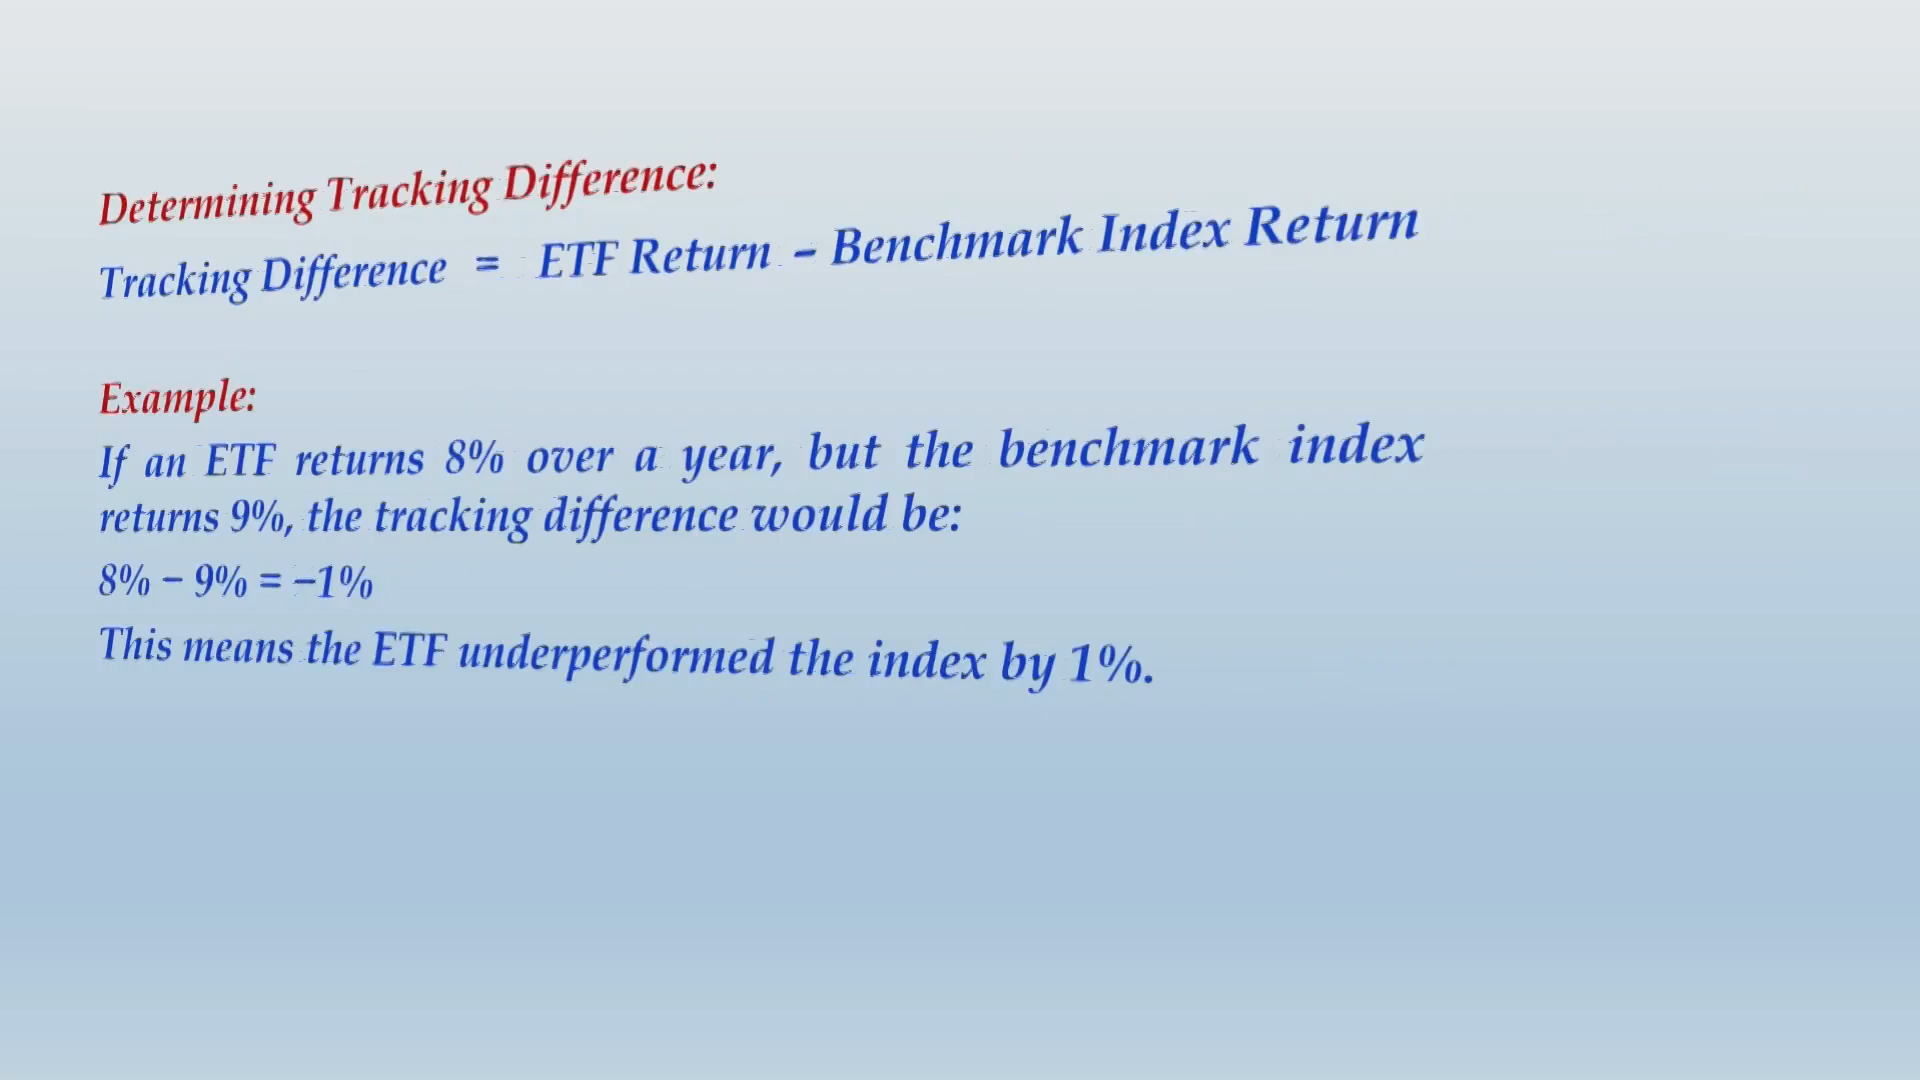 Determining Tracking Difference:
Tracking Difference = ETF Return – Benchmark Index Return
Example:
If an ETF returns 8% over a year, but the benchmark index
returns 9%, the tracking difference would be:
8% − 9% = −1%
This means the ETF underperformed the index by 1%.